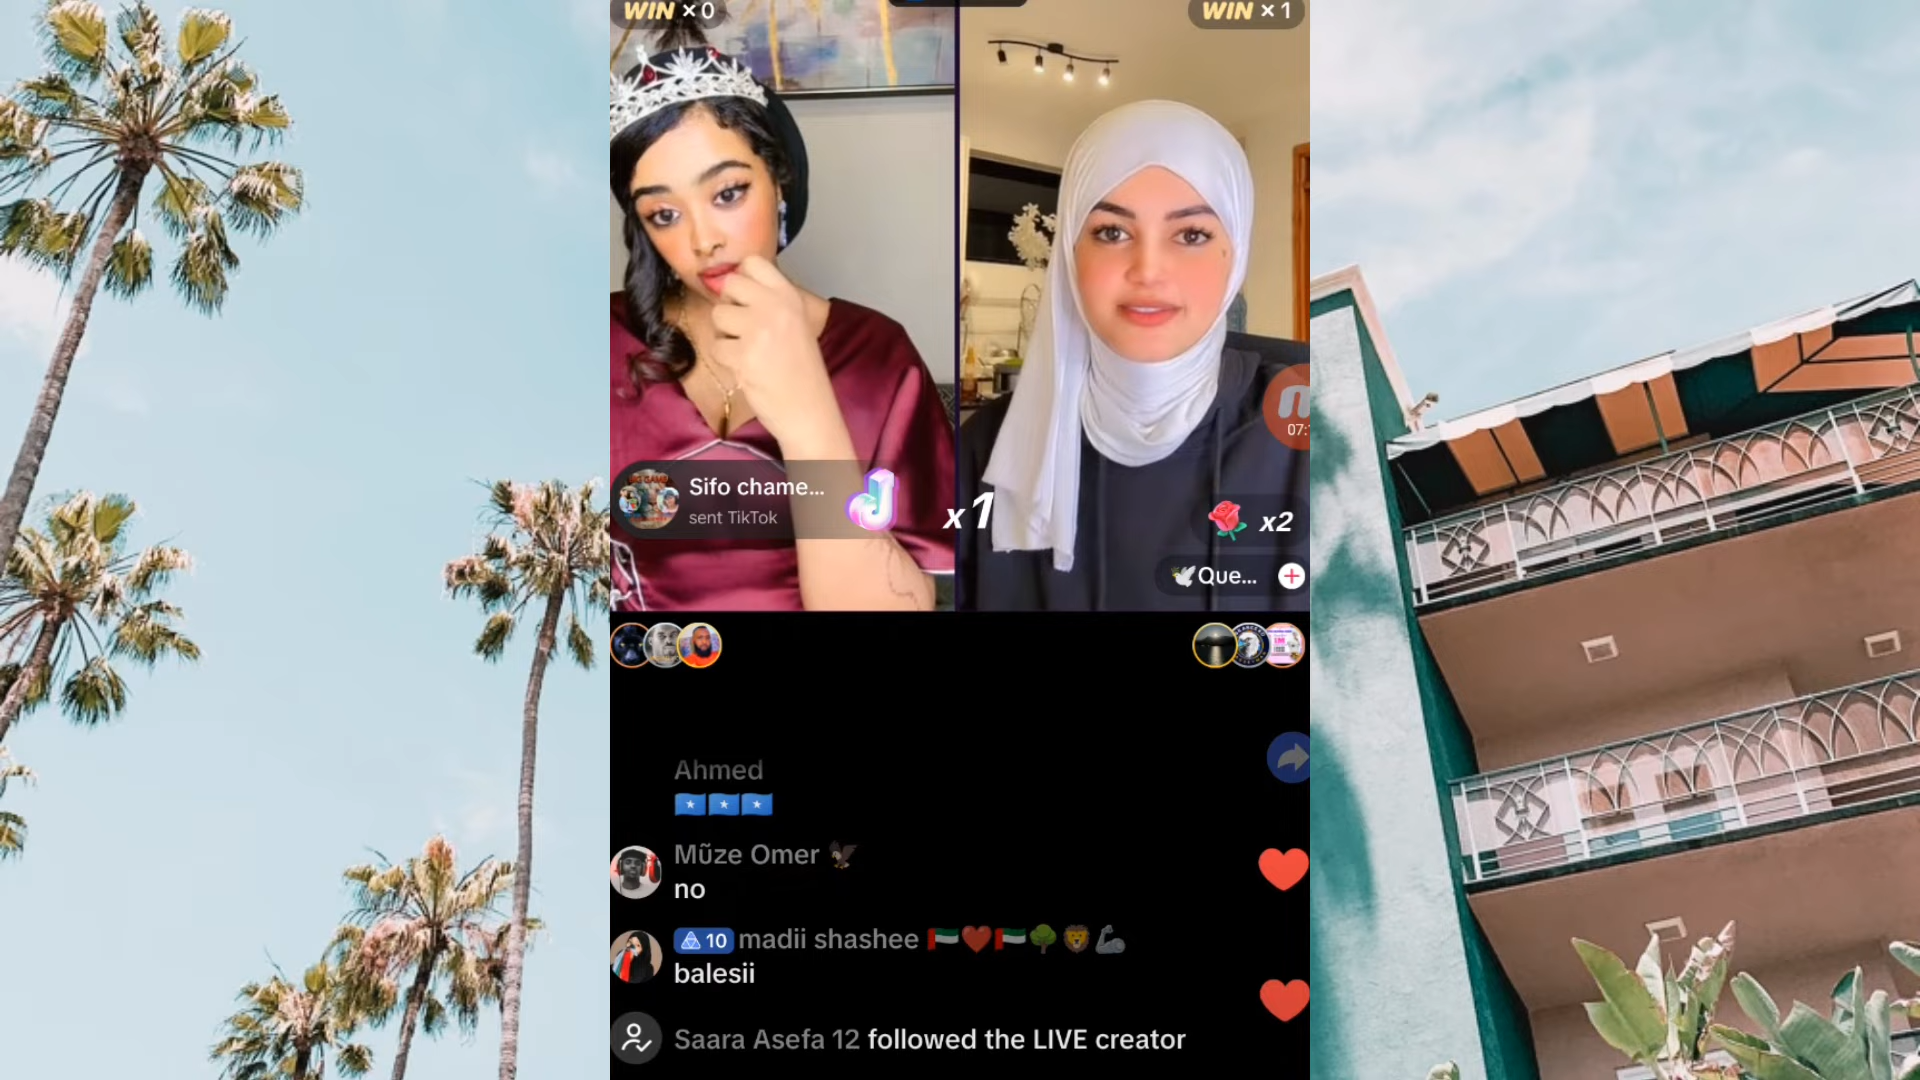 WIN × 0
WIN × 1
07:
Sifo chame...
sent TikTok
x1
x2
🕊Que...
Ahmed
🇸🇴🇸🇴🇸🇴
Mũze Omer 🦅
no
10 madii shashee 🇦🇪❤️🇦🇪🌳🦁💪
balesii
Saara Asefa 12 followed the LIVE creator